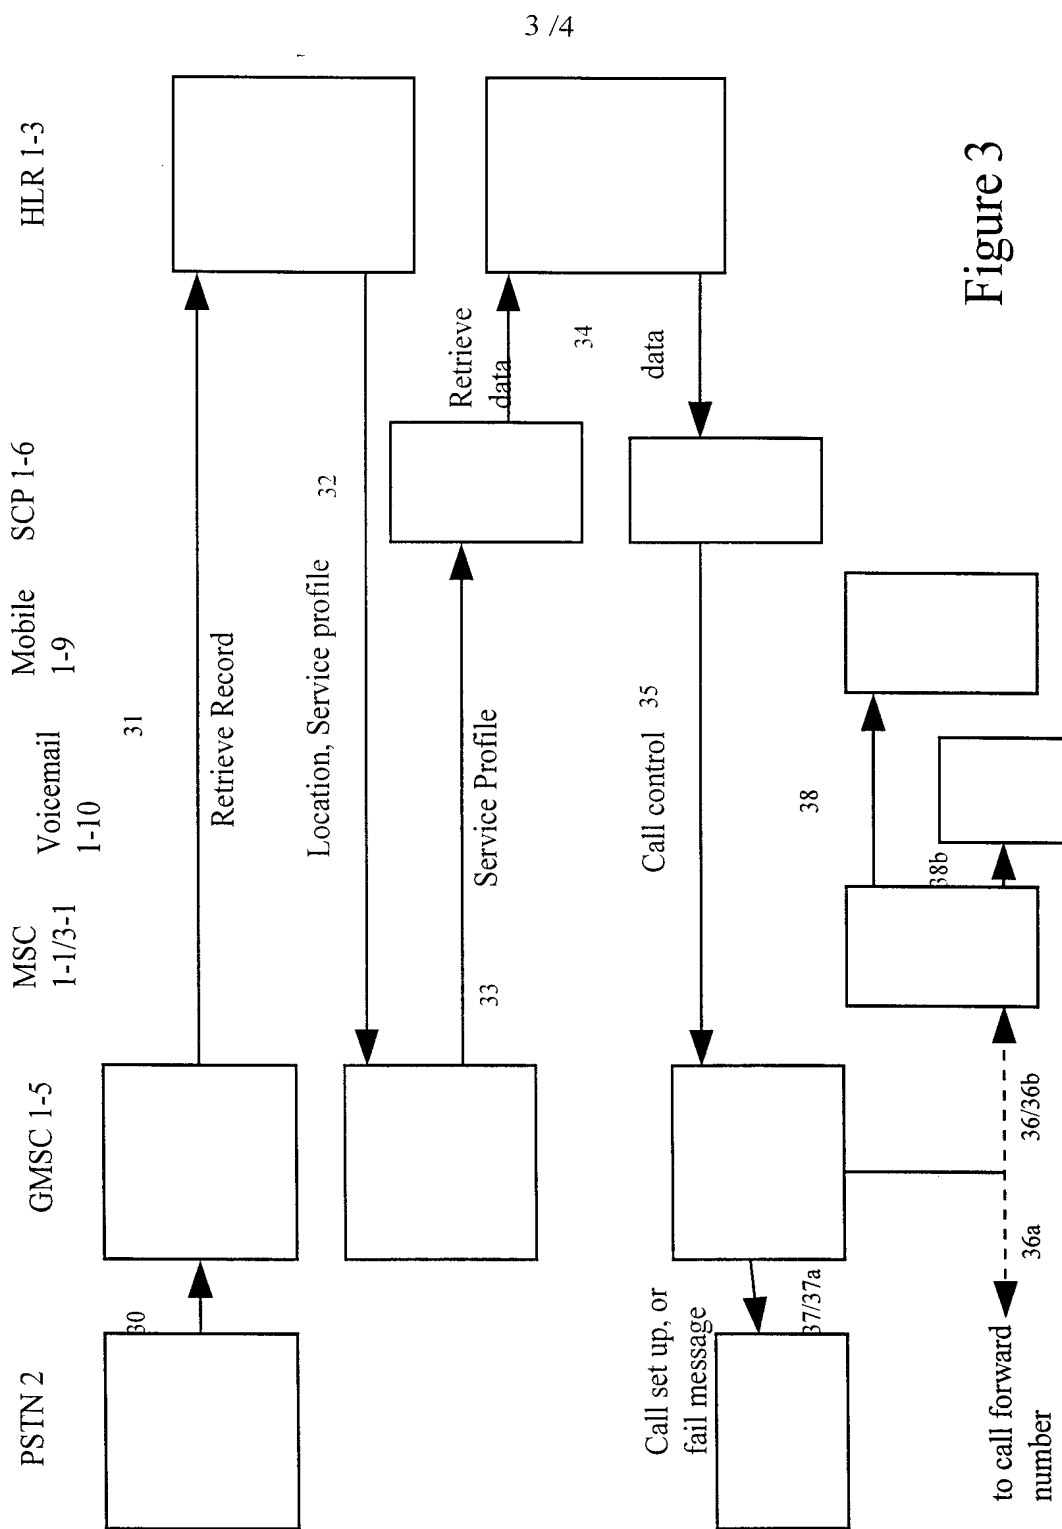 3 /4
PSTN 2
GMSC 1-5
MSC
1-1/3-1
Voicemail
1-10
Mobile
1-9
SCP 1-6
HLR 1-3
30
31
Retrieve Record
Location, Service profile
32
33
Service Profile
Retrieve
data
34
data
Call control
35
Call set up, or
fail message
37/37a
38
38b
to call forward
number
36a
36/36b
Figure 3